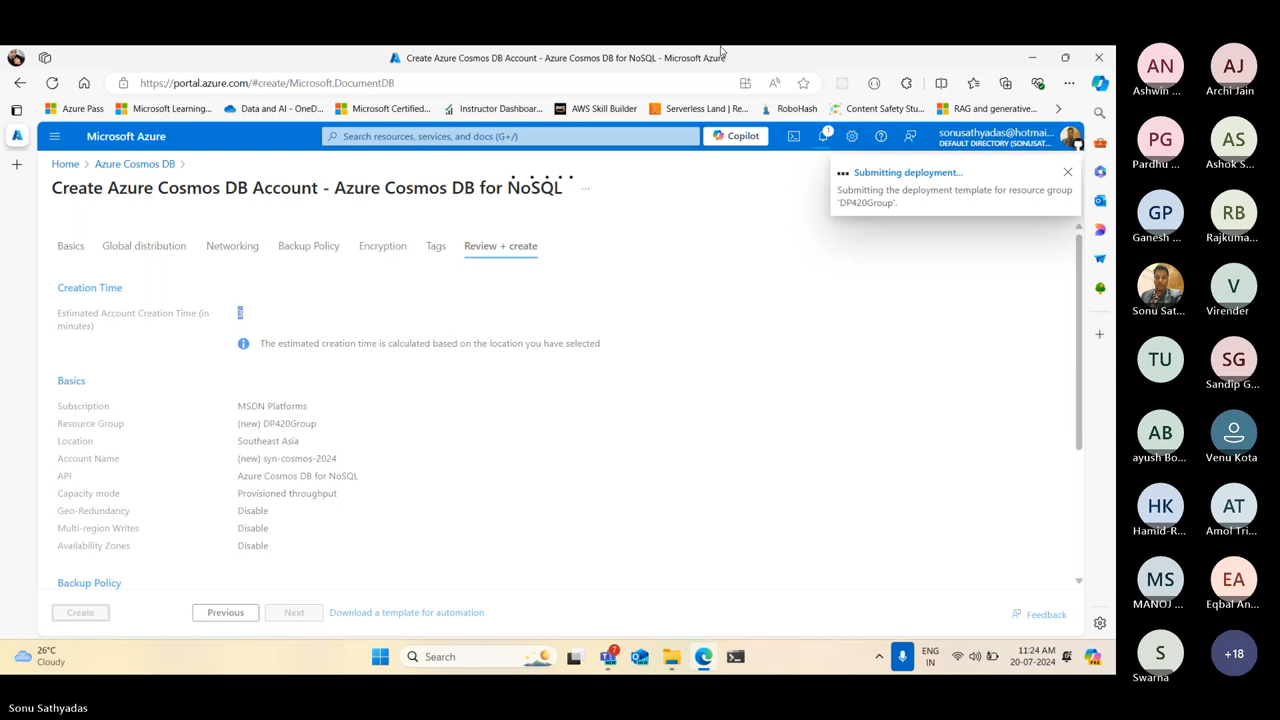 Create Azure Cosmos DB Account - Azure Cosmos DB for NoSQL - Microsoft Azure
https://portal.azure.com/#create/Microsoft.DocumentDB
Azure Pass
Microsoft Learning...
Data and AI - OneD...
Microsoft Certified...
Instructor Dashboar...
AWS Skill Builder
Serverless Land | Re...
RoboHash
Content Safety Stu...
RAG and generative...
Microsoft Azure
Search resources, services, and docs (G+/)
Copilot
1
sonusathyadas@hotmai...
DEFAULT DIRECTORY (SONUSAT...
Home > Azure Cosmos DB >
Create Azure Cosmos DB Account - Azure Cosmos DB for NoSQL ...
Submitting deployment...
Submitting the deployment template for resource group
'DP420Group'.
Basics
Global distribution
Networking
Backup Policy
Encryption
Tags
Review + create
Creation Time
Estimated Account Creation Time (in
minutes)
3
The estimated creation time is calculated based on the location you have selected
Basics
Subscription MSDN Platforms
Resource Group (new) DP420Group
Location Southeast Asia
Account Name (new) syn-cosmos-2024
API Azure Cosmos DB for NoSQL
Capacity mode Provisioned throughput
Geo-Redundancy Disable
Multi-region Writes Disable
Availability Zones Disable
Backup Policy
Create
Previous
Next
Download a template for automation
Feedback
26°C
Cloudy
Search
7
ENG
IN
11:24 AM
20-07-2024
AN
Ashwin ...
AJ
Archi Jain
PG
Pardhu ...
AS
Ashok S...
GP
Ganesh ...
RB
Rajkuma...
Sonu Sat...
V
Virender
TU
SG
Sandip G...
AB
ayush Bo...
Venu Kota
HK
Hamid-R...
AT
Amol Tri...
MS
MANOJ ...
EA
Eqbal An...
S
Swarna
+18
Sonu Sathyadas